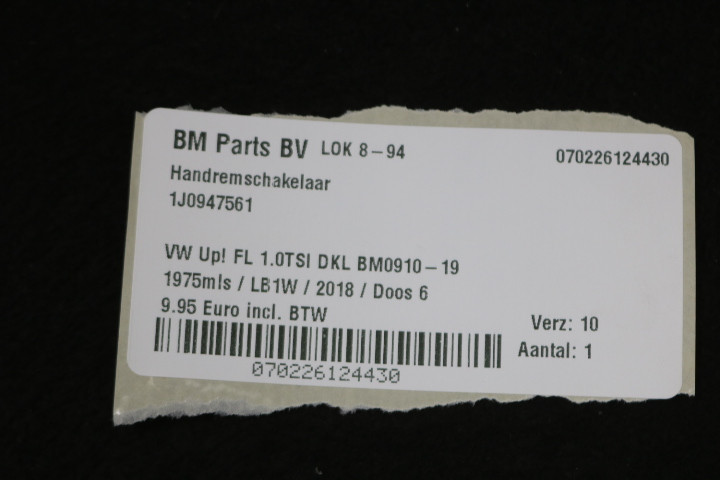 BM Parts BV LOK 8-94 070226124430
Handremschakelaar
1J0947561
VW Up! FL 1.0TSI DKL BM0910-19
1975mls / LB1W / 2018 / Doos 6
9.95 Euro incl. BTW
Verz: 10
Aantal: 1
070226124430